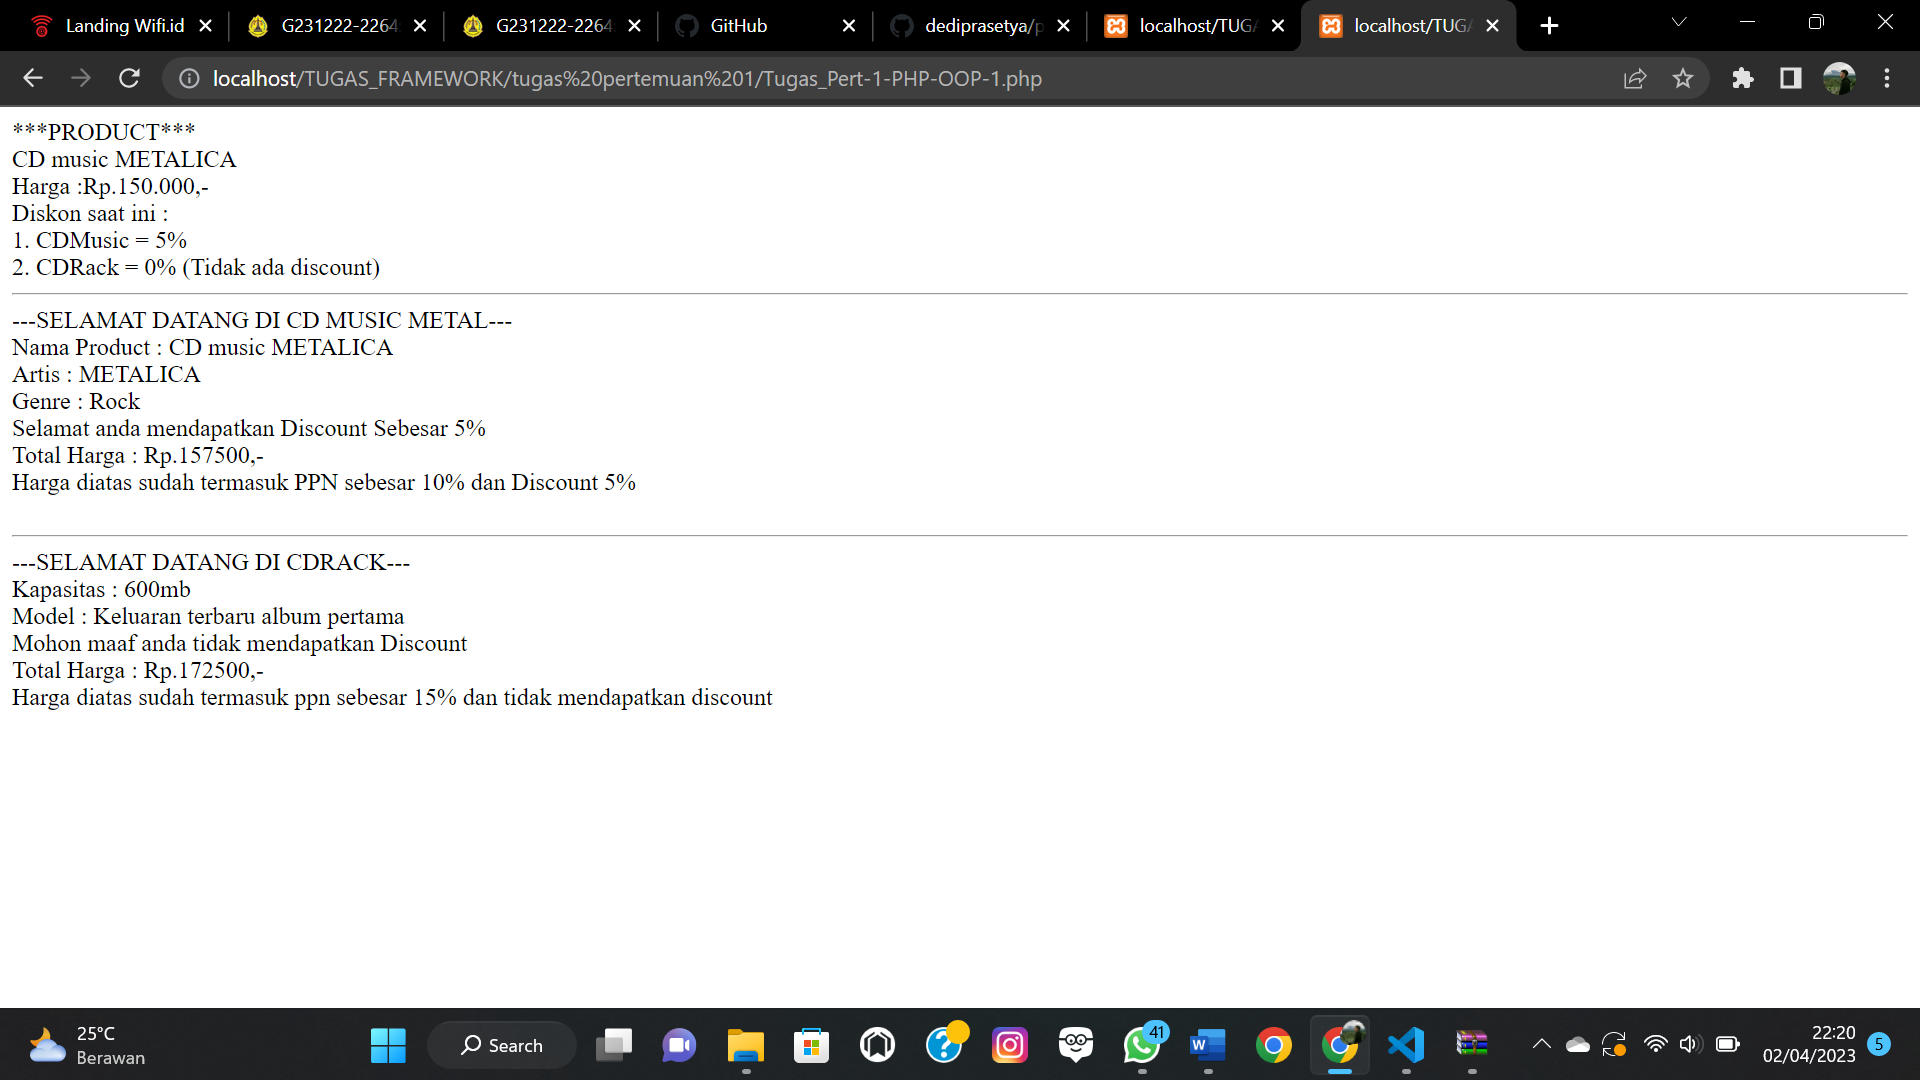 Landing Wifi.id
G231222-2264
G231222-2264
GitHub
dediprasetya/p
localhost/TUGA
localhost/TUGA
localhost/TUGAS_FRAMEWORK/tugas%20pertemuan%201/Tugas_Pert-1-PHP-OOP-1.php
***PRODUCT***
CD music METALICA
Harga :Rp.150.000,-
Diskon saat ini :
1. CDMusic = 5%
2. CDRack = 0% (Tidak ada discount)
---SELAMAT DATANG DI CD MUSIC METAL---
Nama Product : CD music METALICA
Artis : METALICA
Genre : Rock
Selamat anda mendapatkan Discount Sebesar 5%
Total Harga : Rp.157500,-
Harga diatas sudah termasuk PPN sebesar 10% dan Discount 5%
---SELAMAT DATANG DI CDRACK---
Kapasitas : 600mb
Model : Keluaran terbaru album pertama
Mohon maaf anda tidak mendapatkan Discount
Total Harga : Rp.172500,-
Harga diatas sudah termasuk ppn sebesar 15% dan tidak mendapatkan discount
25°C
Berawan
Search
41
22:20
02/04/2023
5